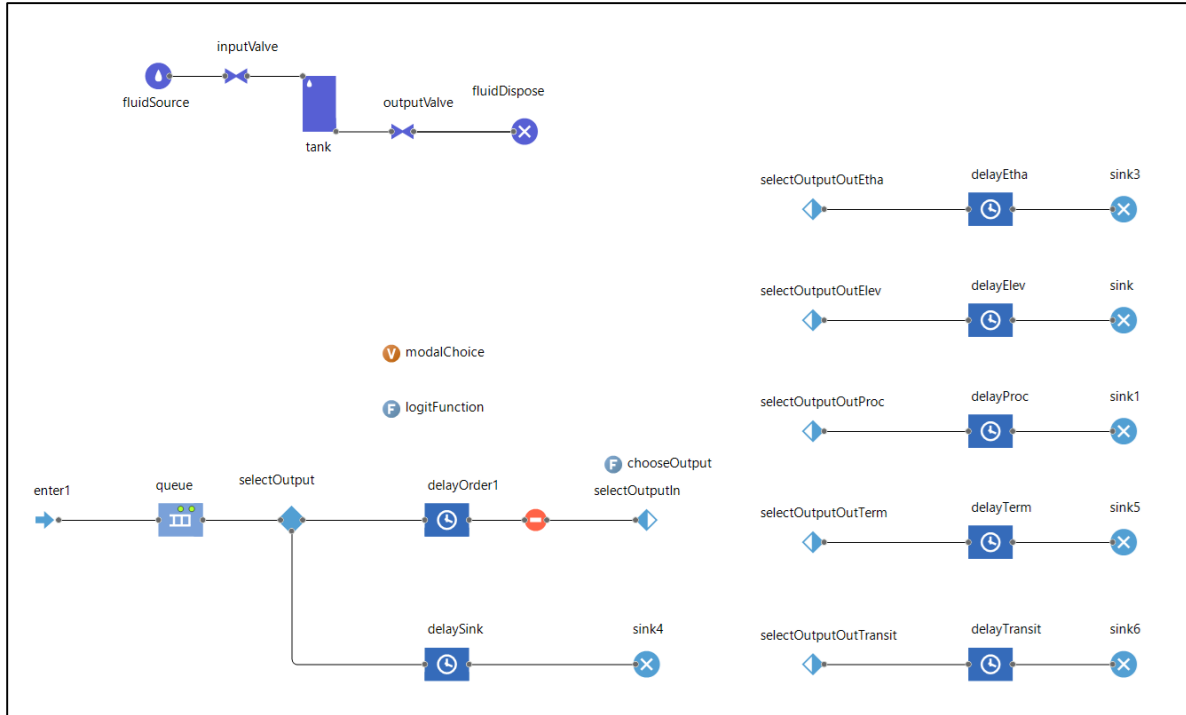 inputValve
fluidSource
tank
outputValve
fluidDispose
selectOutputOutEtha
delayEtha
sink3
selectOutputOutElev
delayElev
sink
V modalChoice
F logitFunction
selectOutputOutProc
delayProc
sink1
F chooseOutput
enter1
queue
selectOutput
delayOrder1
selectOutputIn
selectOutputOutTerm
delayTerm
sink5
delaySink
sink4
selectOutputOutTransit
delayTransit
sink6